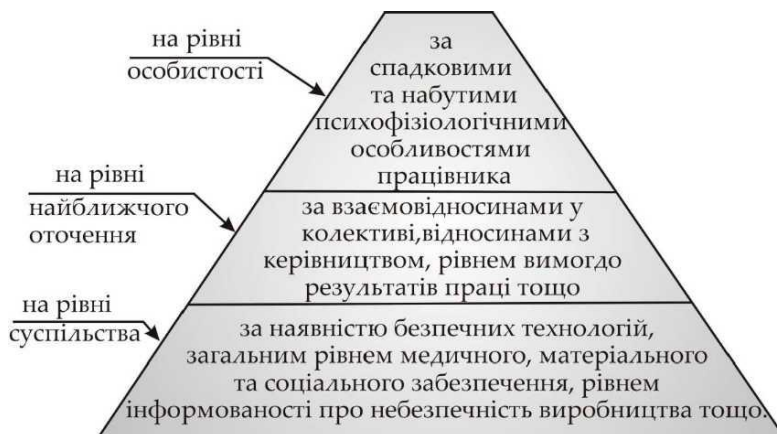 на рівні
особистості
за
спадковими
та набутими
психофізіологічними
особливостями
працівника
на рівні
найближчого
оточення
за взаємовідносинами у
колективі,відносинами з
керівництвом, рівнем вимогдо
результатів праці тощо
на рівні
суспільства
за наявністю безпечних технологій,
загальним рівнем медичного, матеріального
та соціального забезпечення, рівнем
інформованості про небезпечність виробництва тощо.